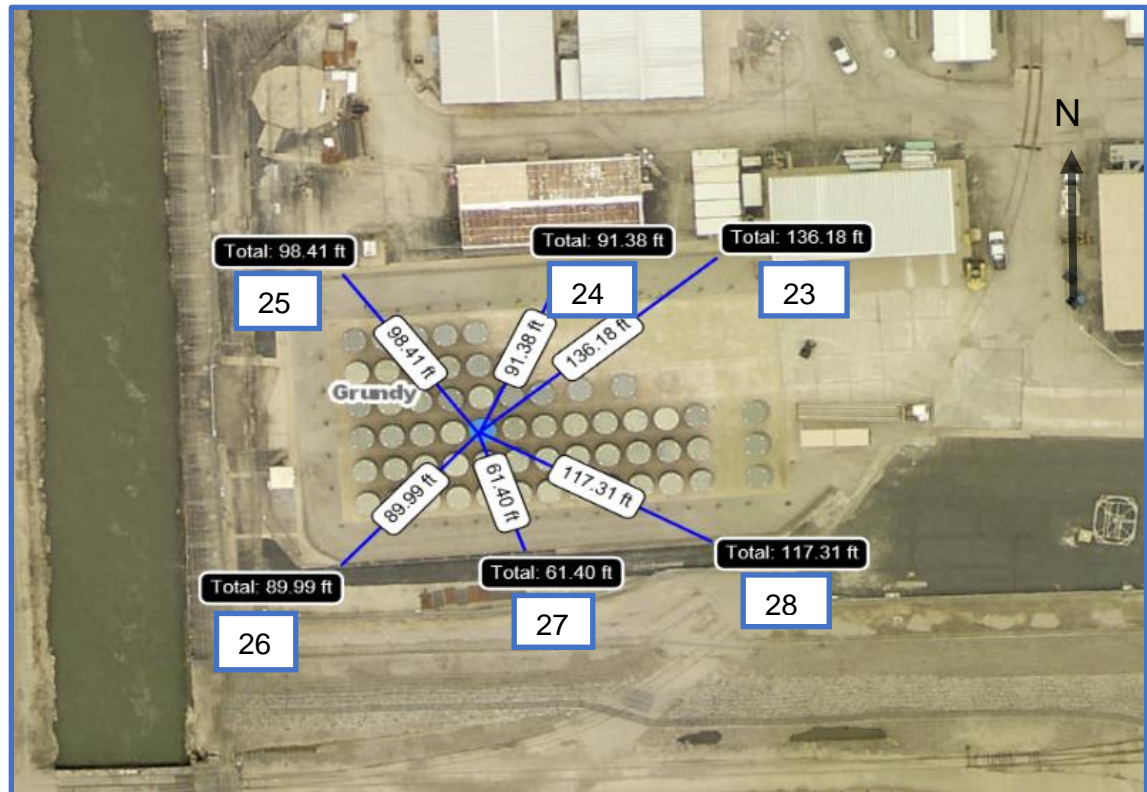 N
Total: 98.41 ft
Total: 91.38 ft
Total: 136.18 ft
25
24
23
98.41 ft
91.38 ft
136.18 ft
Grundy
89.99 ft
61.40 ft
117.31 ft
Total: 89.99 ft
Total: 61.40 ft
Total: 117.31 ft
26
27
28